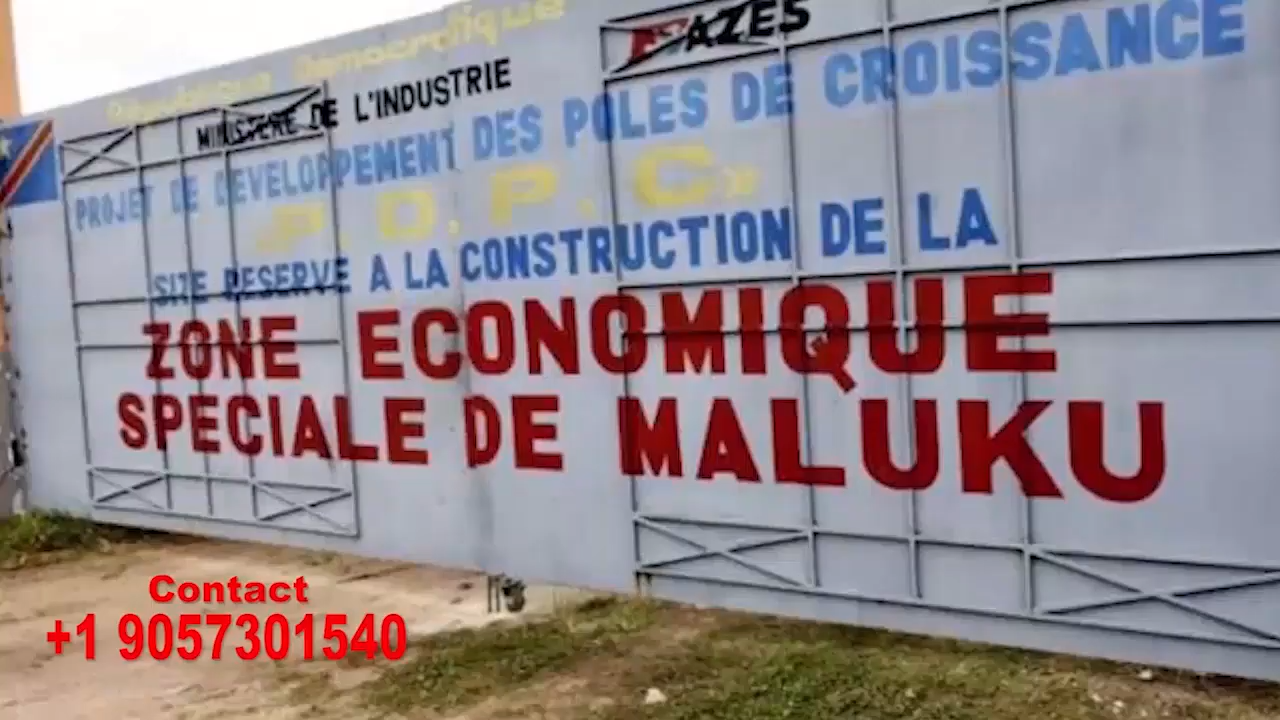 République Démocratique
AZES
MINISTERE DE L'INDUSTRIE
PROJET DE DEVELOPPEMENT DES POLES DE CROISSANCE
P.D.P.C»
SITE RESERVE A LA CONSTRUCTION DE LA
ZONE ECONOMIQUE
SPECIALE DE MALUKU
Contact
+1 9057301540